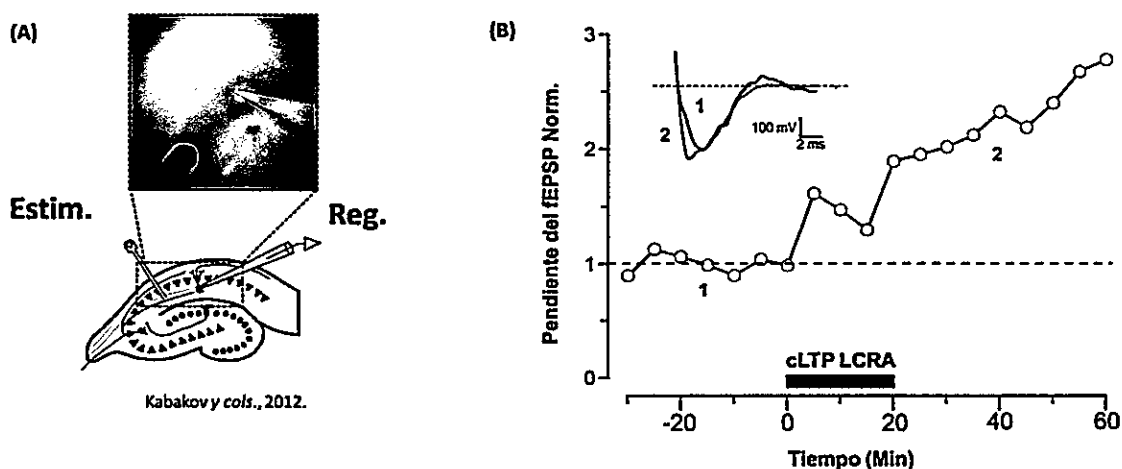 (A)
Estim.
Reg.
Kabakov y cols., 2012.
(B)
Pendiente del fEPSP Norm.
3
2
1
0
1
2
100 mV
2 ms
1
2
cLTP LCRA
-20
0
20
40
60
Tiempo (Min)